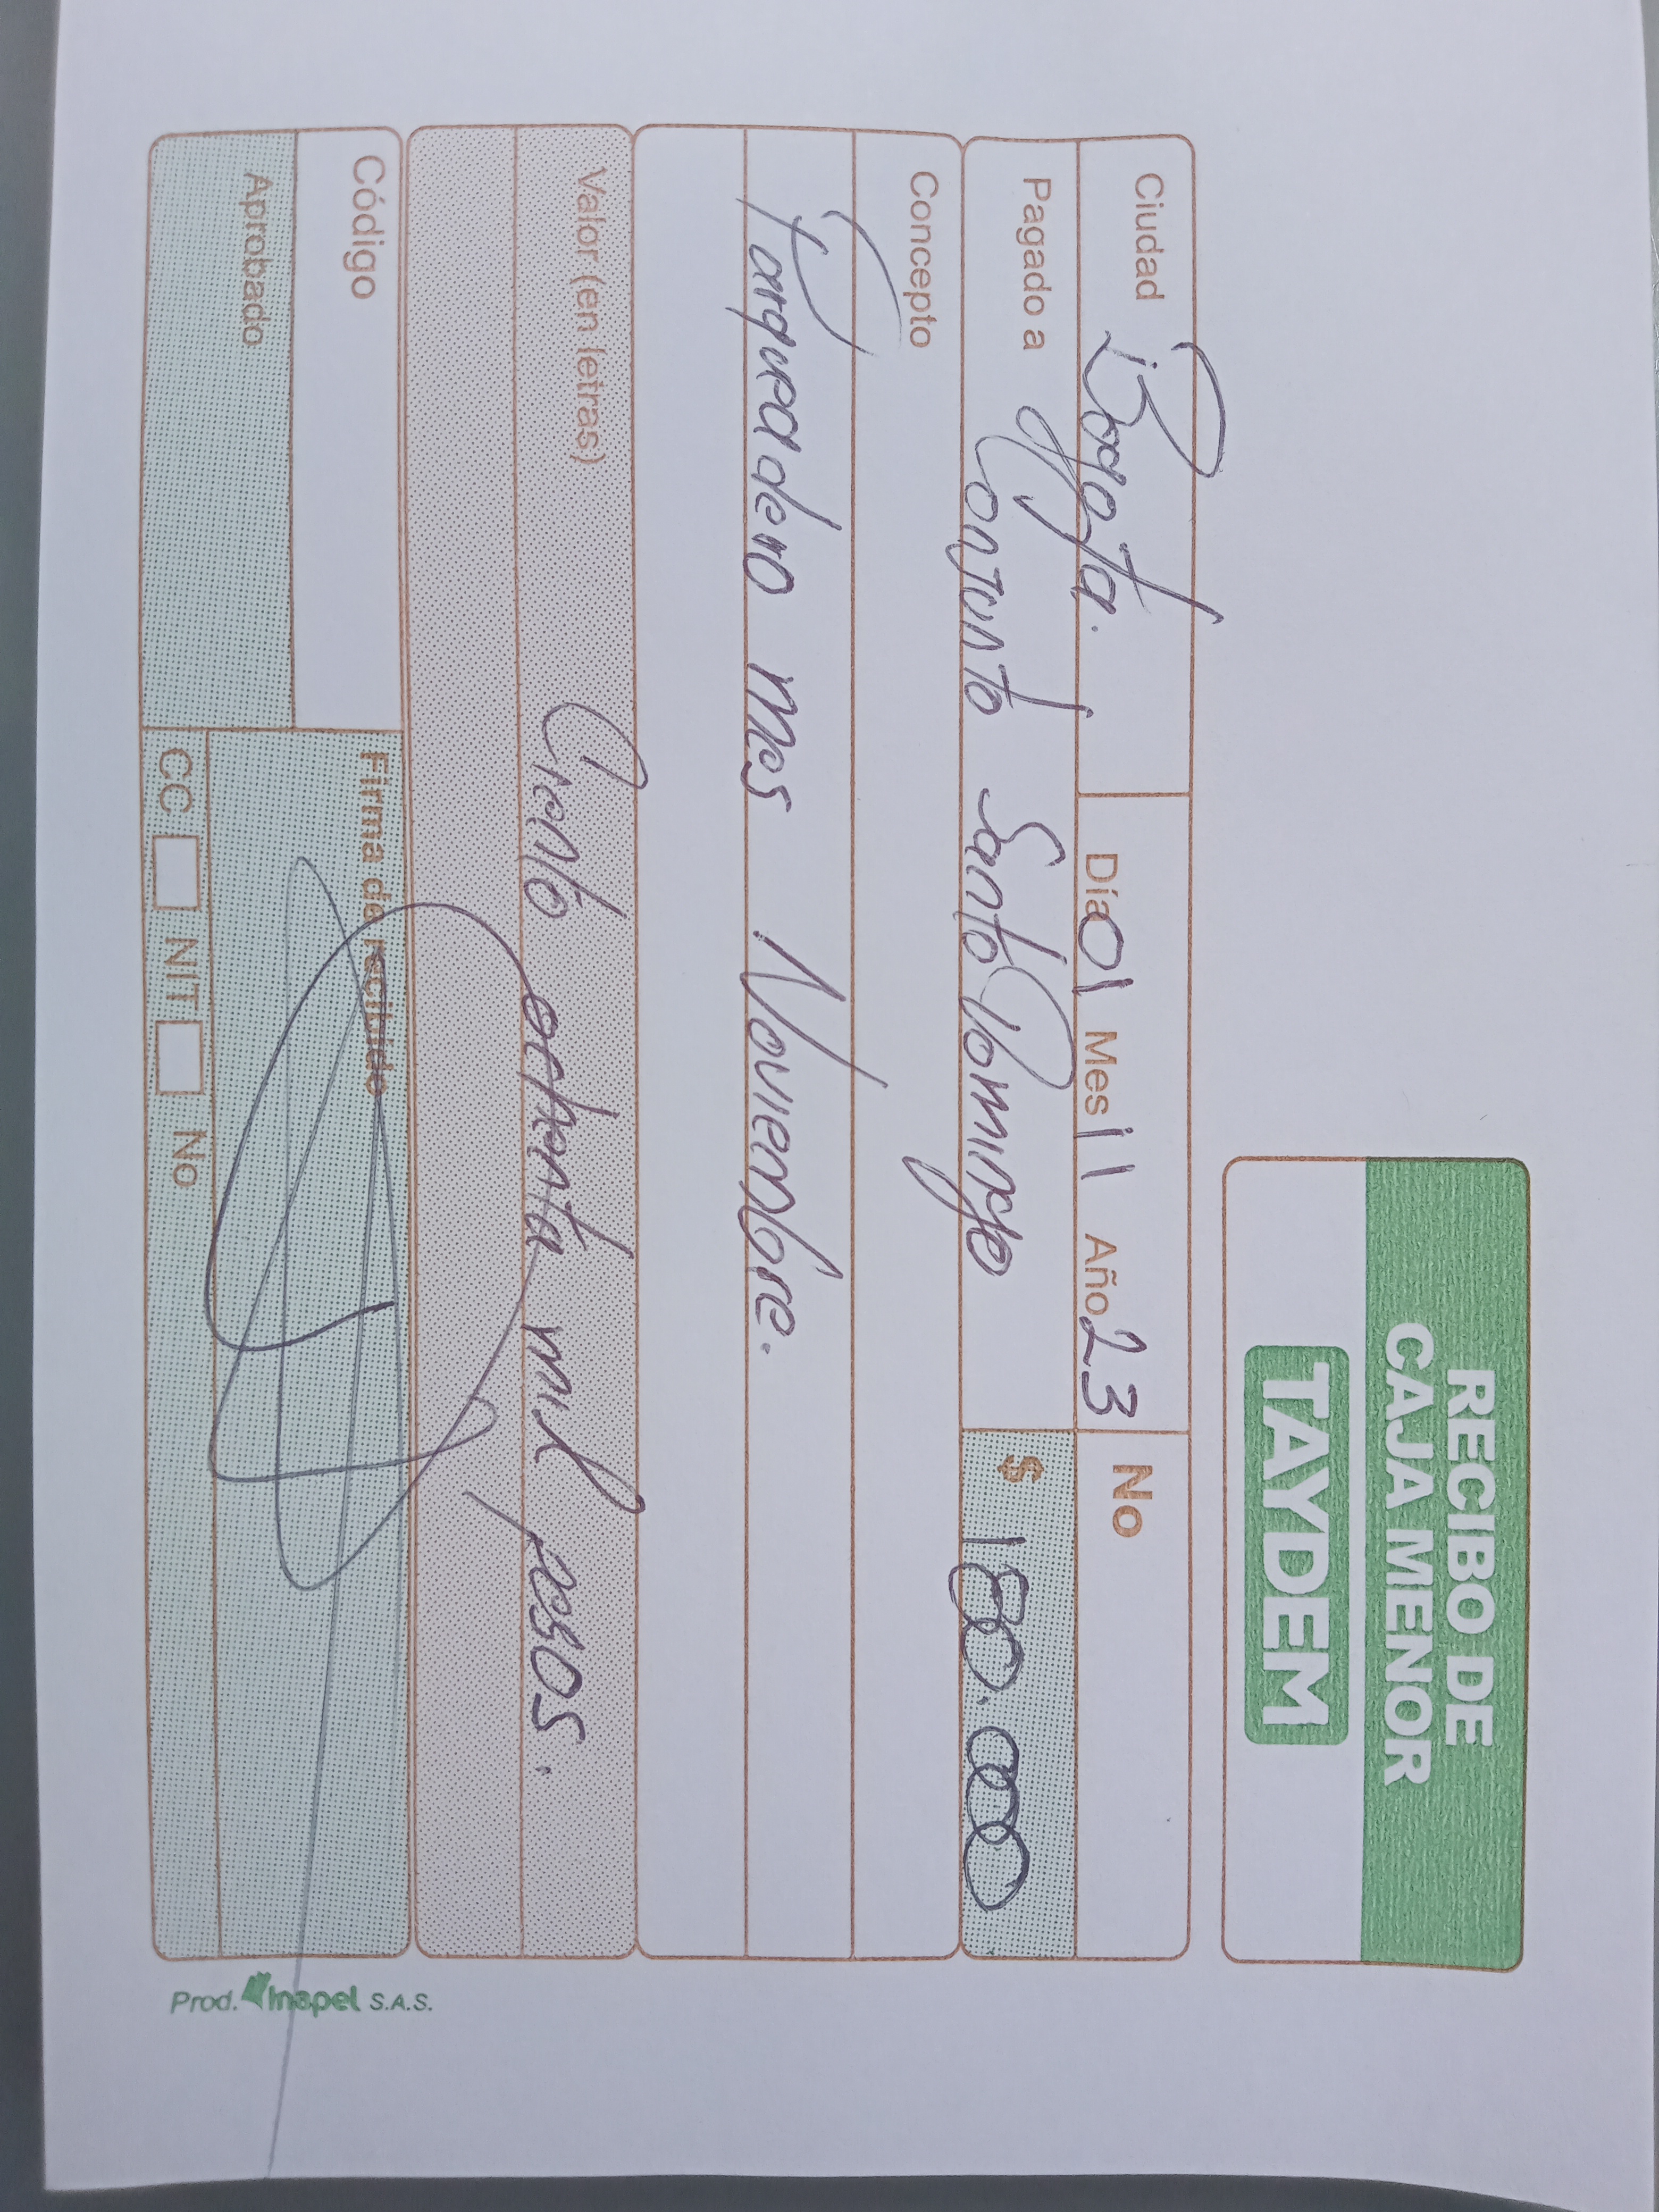 RECIBO DE
CAJA MENOR
TAYDEM
Ciudad Bogota. Día 01 Mes 11 Año 23 No
Pagado a Conjunto Santo Domingo $ 180.000
Concepto
Parqueadero mes Noviembre.
Valor (en letras)
Ciento ochenta mil pesos.
Código
Firma de recibido
Aprobado
CC NIT No
Prod. Inapel S.A.S.